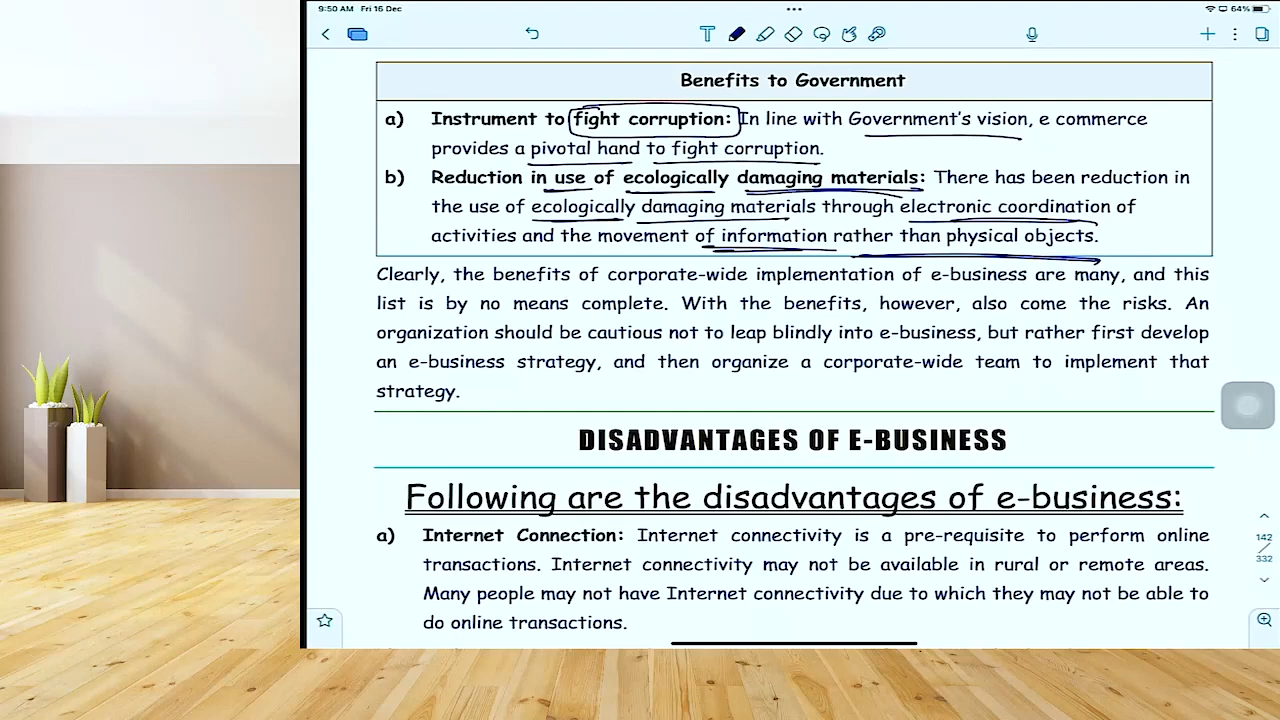 9:50 AM Fri 16 Dec
64%
Benefits to Government
a) Instrument to fight corruption: In line with Government's vision, e commerce
provides a pivotal hand to fight corruption.
b) Reduction in use of ecologically damaging materials: There has been reduction in
the use of ecologically damaging materials through electronic coordination of
activities and the movement of information rather than physical objects.
Clearly, the benefits of corporate-wide implementation of e-business are many, and this
list is by no means complete. With the benefits, however, also come the risks. An
organization should be cautious not to leap blindly into e-business, but rather first develop
an e-business strategy, and then organize a corporate-wide team to implement that
strategy.
DISADVANTAGES OF E-BUSINESS
Following are the disadvantages of e-business:
a) Internet Connection: Internet connectivity is a pre-requisite to perform online
transactions. Internet connectivity may not be available in rural or remote areas.
Many people may not have Internet connectivity due to which they may not be able to
do online transactions.
142
332